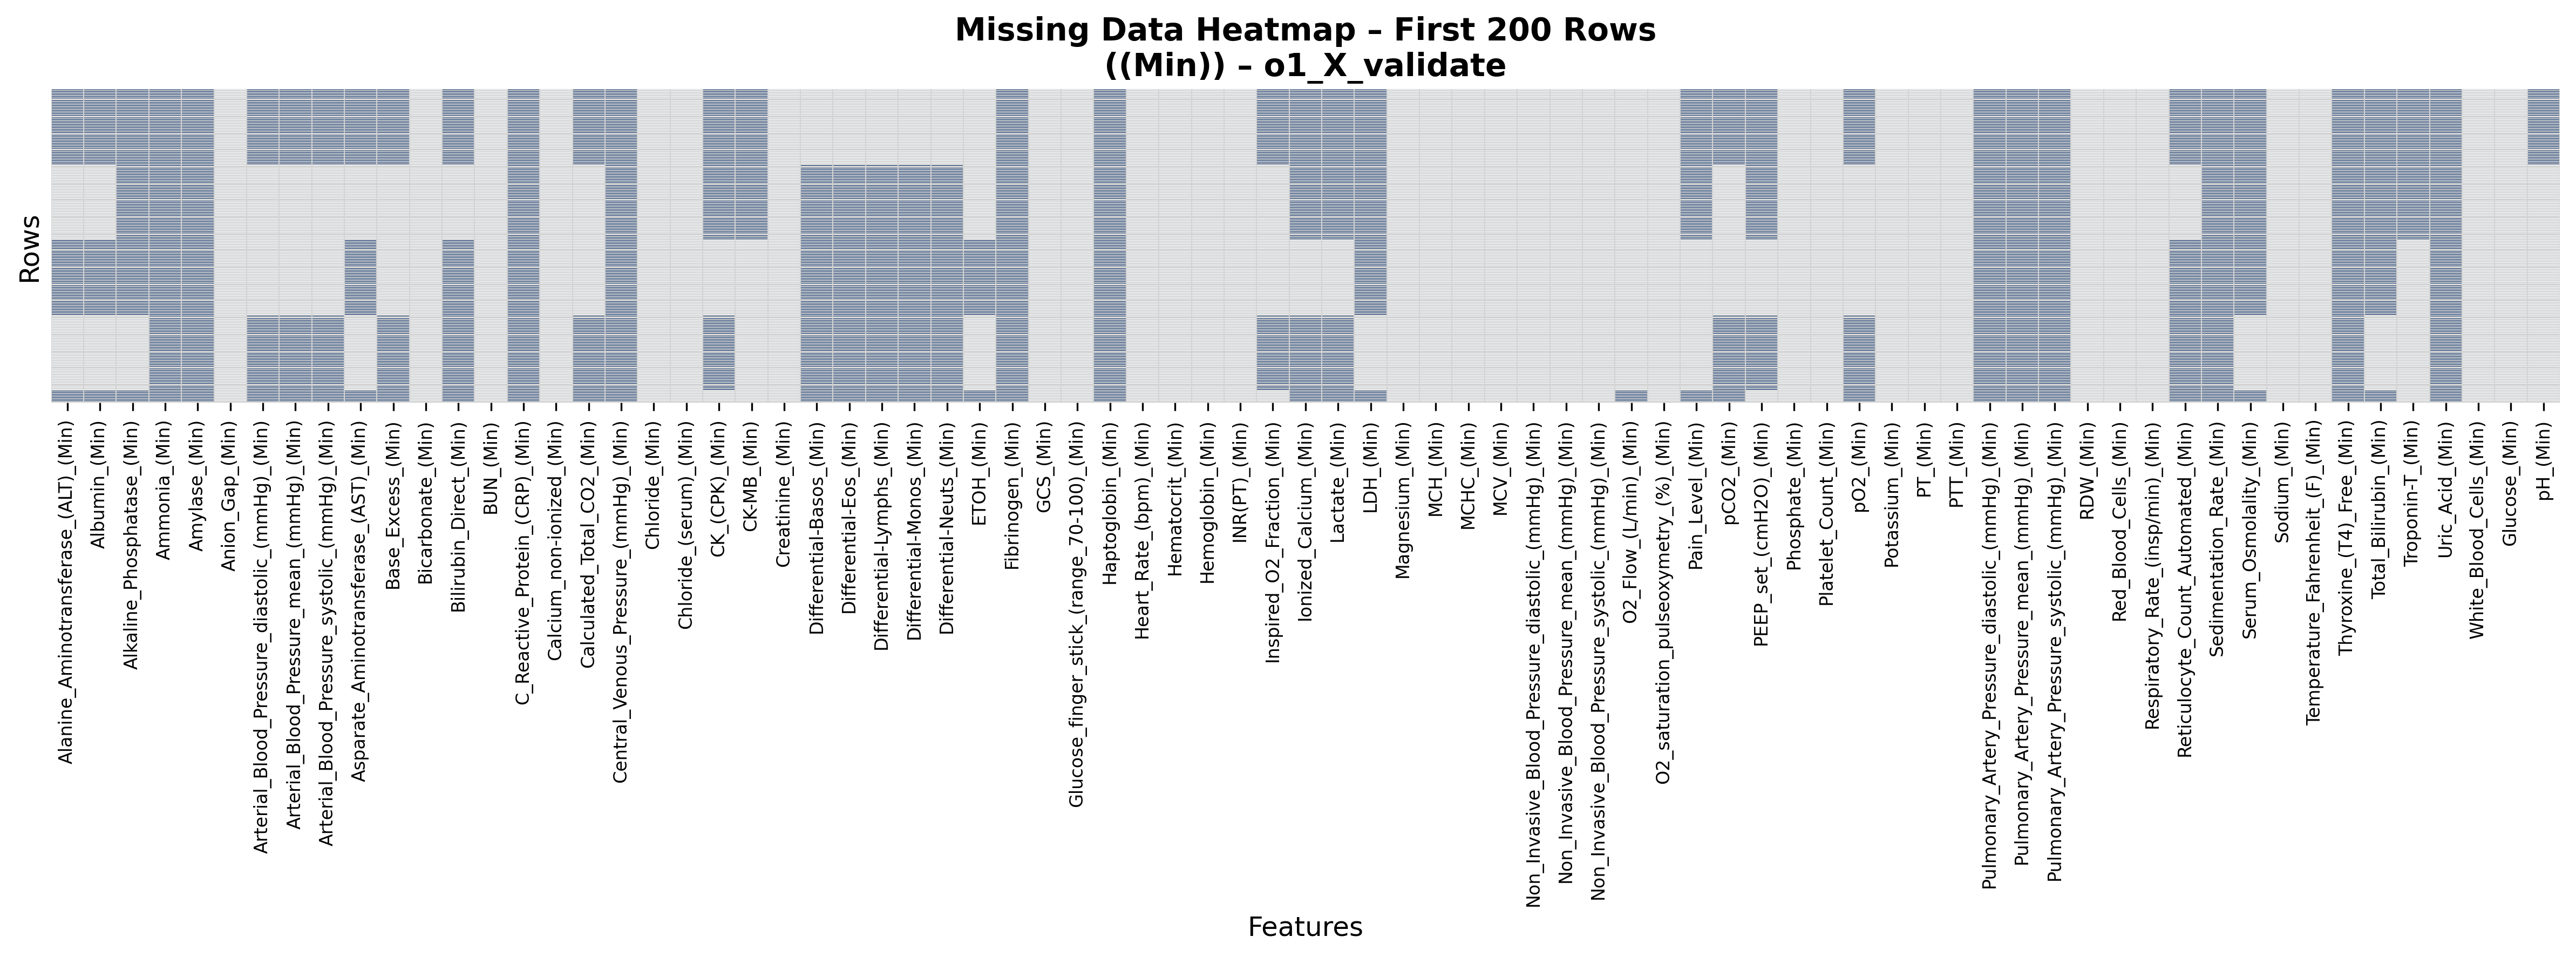 Missing Data Heatmap – First 200 Rows
((Min)) – o1_X_validate
Rows
Alanine_Aminotransferase_(ALT)_(Min)
Albumin_(Min)
Alkaline_Phosphatase_(Min)
Ammonia_(Min)
Amylase_(Min)
Anion_Gap_(Min)
Arterial_Blood_Pressure_diastolic_(mmHg)_(Min)
Arterial_Blood_Pressure_mean_(mmHg)_(Min)
Arterial_Blood_Pressure_systolic_(mmHg)_(Min)
Asparate_Aminotransferase_(AST)_(Min)
Base_Excess_(Min)
Bicarbonate_(Min)
Bilirubin_Direct_(Min)
BUN_(Min)
C_Reactive_Protein_(CRP)_(Min)
Calcium_non-ionized_(Min)
Calculated_Total_CO2_(Min)
Central_Venous_Pressure_(mmHg)_(Min)
Chloride_(Min)
Chloride_(serum)_(Min)
CK_(CPK)_(Min)
CK-MB_(Min)
Creatinine_(Min)
Differential-Basos_(Min)
Differential-Eos_(Min)
Differential-Lymphs_(Min)
Differential-Monos_(Min)
Differential-Neuts_(Min)
ETOH_(Min)
Fibrinogen_(Min)
GCS_(Min)
Glucose_finger_stick_(range_70-100)_(Min)
Haptoglobin_(Min)
Heart_Rate_(bpm)_(Min)
Hematocrit_(Min)
Hemoglobin_(Min)
INR(PT)_(Min)
Inspired_O2_Fraction_(Min)
Ionized_Calcium_(Min)
Lactate_(Min)
LDH_(Min)
Magnesium_(Min)
MCH_(Min)
MCHC_(Min)
MCV_(Min)
Non_Invasive_Blood_Pressure_diastolic_(mmHg)_(Min)
Non_Invasive_Blood_Pressure_mean_(mmHg)_(Min)
Non_Invasive_Blood_Pressure_systolic_(mmHg)_(Min)
O2_Flow_(L/min)_(Min)
O2_saturation_pulseoxymetry_(%)_(Min)
Pain_Level_(Min)
pCO2_(Min)
PEEP_set_(cmH2O)_(Min)
Phosphate_(Min)
Platelet_Count_(Min)
pO2_(Min)
Potassium_(Min)
PT_(Min)
PTT_(Min)
Pulmonary_Artery_Pressure_diastolic_(mmHg)_(Min)
Pulmonary_Artery_Pressure_mean_(mmHg)_(Min)
Pulmonary_Artery_Pressure_systolic_(mmHg)_(Min)
RDW_(Min)
Red_Blood_Cells_(Min)
Respiratory_Rate_(insp/min)_(Min)
Reticulocyte_Count_Automated_(Min)
Sedimentation_Rate_(Min)
Serum_Osmolality_(Min)
Sodium_(Min)
Temperature_Fahrenheit_(F)_(Min)
Thyroxine_(T4)_Free_(Min)
Total_Bilirubin_(Min)
Troponin-T_(Min)
Uric_Acid_(Min)
White_Blood_Cells_(Min)
Glucose_(Min)
pH_(Min)
Features